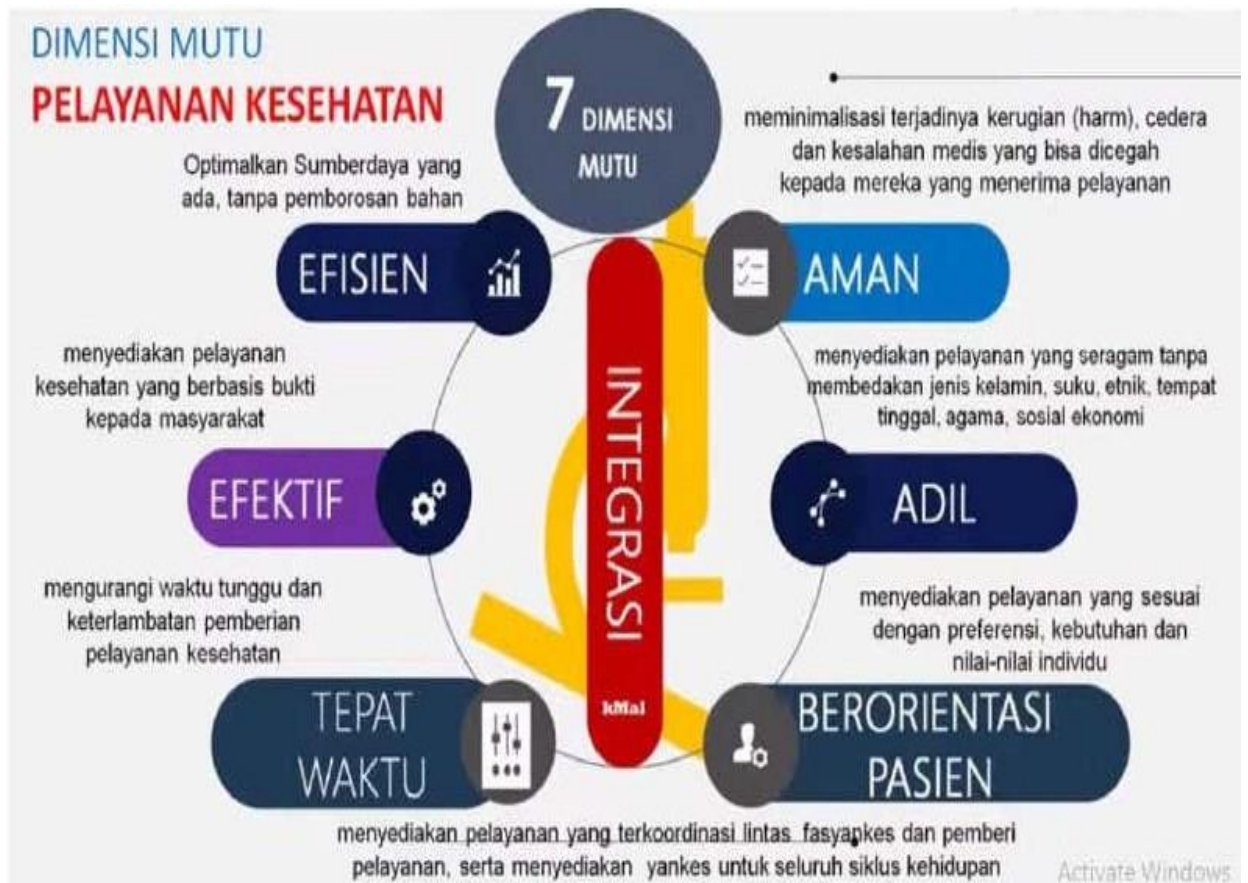 DIMENSI MUTU
PELAYANAN KESEHATAN
7 DIMENSI
MUTU
Optimalkan Sumberdaya yang
ada, tanpa pemborosan bahan
EFISIEN
menyediakan pelayanan
kesehatan yang berbasis bukti
kepada masyarakat
EFEKTIF
mengurangi waktu tunggu dan
keterlambatan pemberian
pelayanan kesehatan
TEPAT
WAKTU
INTEGRASI
kMal
meminimalisasi terjadinya kerugian (harm), cedera
dan kesalahan medis yang bisa dicegah
kepada mereka yang menerima pelayanan
AMAN
menyediakan pelayanan yang seragam tanpa
membedakan jenis kelamin, suku, etnik, tempat
tinggal, agama, sosial ekonomi
ADIL
menyediakan pelayanan yang sesuai
dengan preferensi, kebutuhan dan
nilai-nilai individu
BERORIENTASI
PASIEN
menyediakan pelayanan yang terkoordinasi lintas fasyankes dan pemberi
pelayanan, serta menyediakan yankes untuk seluruh siklus kehidupan
Activate Windows